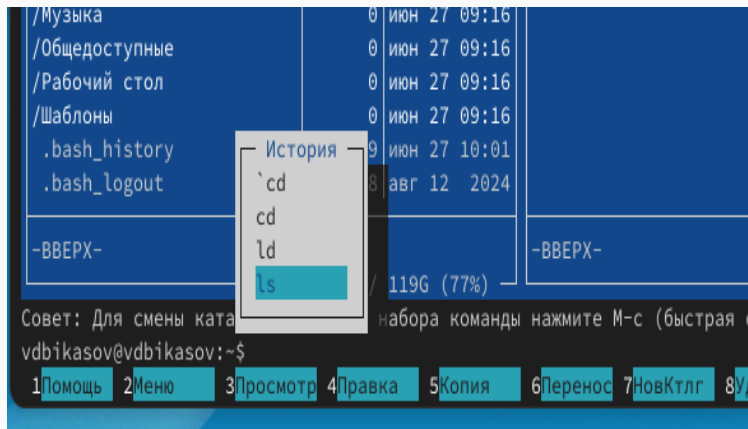 /Музыка 0 июн 27 09:16
/Общедоступные 0 июн 27 09:16
/Рабочий стол 0 июн 27 09:16
/Шаблоны 0 июн 27 09:16
.bash_history 9 июн 27 10:01
.bash_logout 8 авг 12 2024
История
`cd
cd
ld
ls
-ВВЕРХ- -ВВЕРХ-
/ 119G (77%)
Совет: Для смены ката набора команды нажмите M-c (быстрая
vdbikasov@vdbikasov:~$
1Помощь 2Меню 3Просмотр 4Правка 5Копия 6Перенос 7НовКтлг 8У